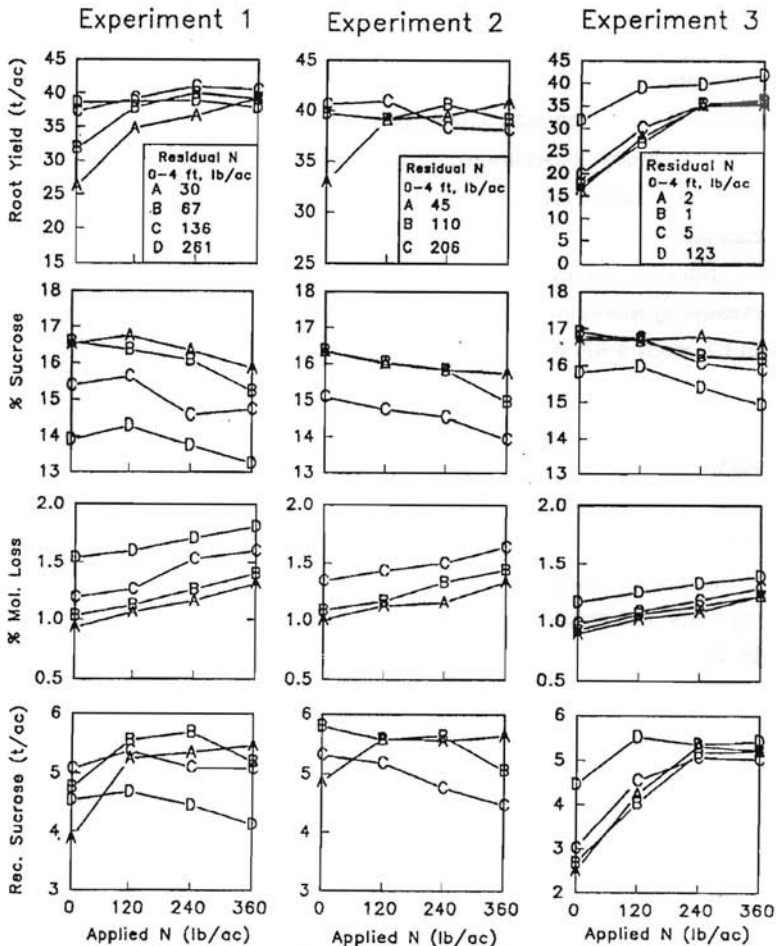 Experiment 1 Experiment 2 Experiment 3
Root Yield (t/ac)
45
40
35
30
25
20
15
Residual N
0-4 ft, lb/ac
A 30
B 67
C 136
D 261
45
40
35
30
25
Residual N
0-4 ft, lb/ac
A 45
B 110
C 206
45
40
35
30
25
20
15
10
5
0
Residual N
0-4 ft, lb/ac
A 2
B 1
C 5
D 123
% Sucrose
18
17
16
15
14
13
18
17
16
15
14
13
18
17
16
15
14
13
% Mol. Loss
2.0
1.5
1.0
0.5
2.0
1.5
1.0
0.5
2.0
1.5
1.0
0.5
Rec. Sucrose (t/ac)
6
5
4
3
6
5
4
3
6
5
4
3
2
0 120 240 360 0 120 240 360 0 120 240 360
Applied N (lb/ac) Applied N (lb/ac) Applied N (lb/ac)